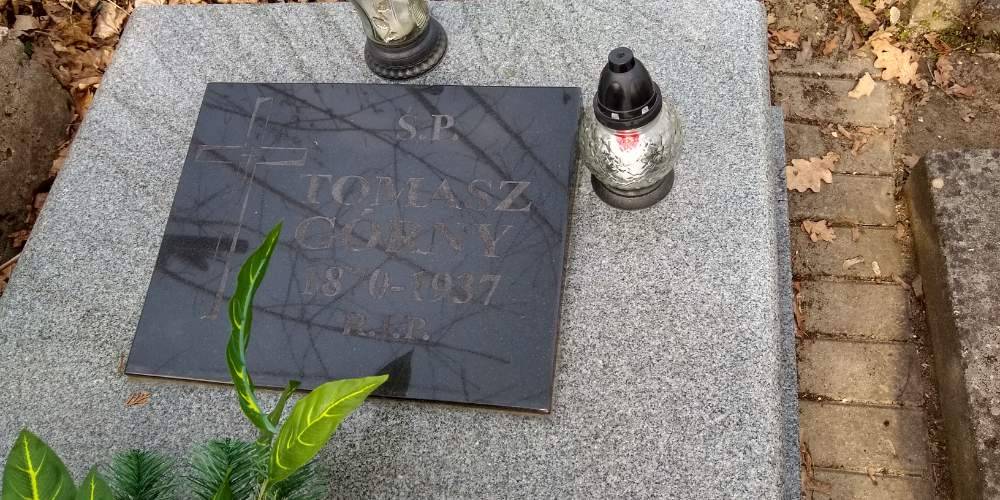 S.P.
TOMASZ
GÓRNY
1870-1937
R.I.P.